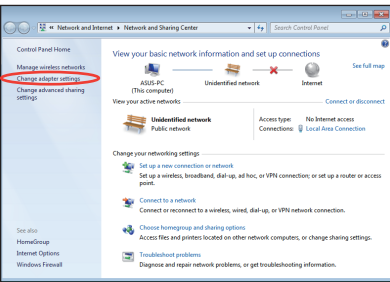 « Network and Internet ▸ Network and Sharing Center
Search Control Panel
Control Panel Home
Manage wireless networks
Change adapter settings
Change advanced sharing
settings
See also
HomeGroup
Internet Options
Windows Firewall
View your basic network information and set up connections
See full map
ASUS-PC
(This computer)
Unidentified network
Internet
View your active networks
Connect or disconnect
Unidentified network
Public network
Access type: No Internet access
Connections: Local Area Connection
Change your networking settings
Set up a new connection or network
Set up a wireless, broadband, dial-up, ad hoc, or VPN connection; or set up a router or access
point.
Connect to a network
Connect or reconnect to a wireless, wired, dial-up, or VPN network connection.
Choose homegroup and sharing options
Access files and printers located on other network computers, or change sharing settings.
Troubleshoot problems
Diagnose and repair network problems, or get troubleshooting information.